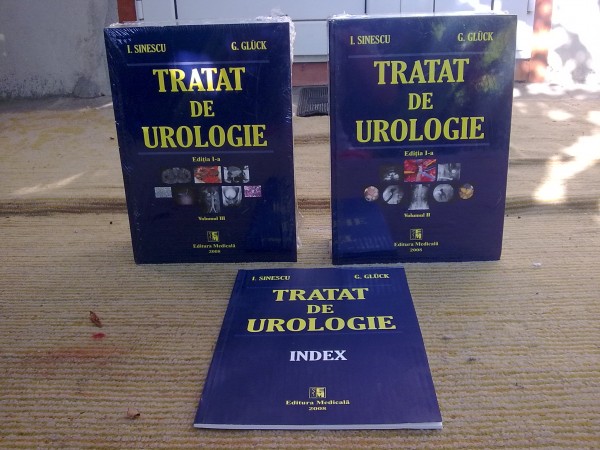 I. SINESCU G. GLÜCK
TRATAT
DE
UROLOGIE
Ediția I-a
Volumul III
Editura Medicală
2008
I. SINESCU G. GLÜCK
TRATAT
DE
UROLOGIE
Ediția I-a
Volumul II
Editura Medicală
2008
I. SINESCU G. GLÜCK
TRATAT
DE
UROLOGIE
INDEX
Editura Medicală
2008